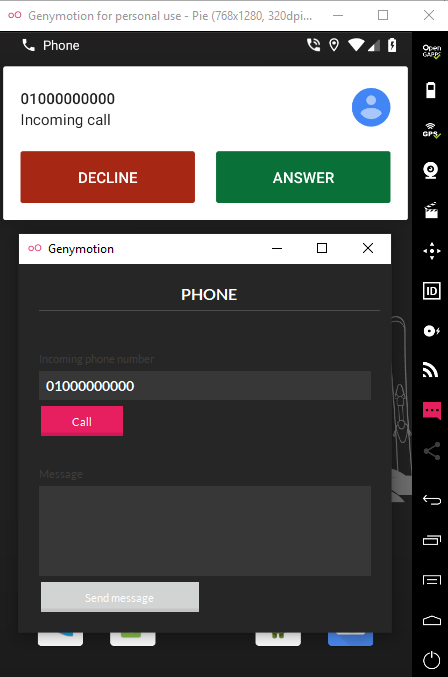 Genymotion for personal use - Pie (768x1280, 320dpi...
Phone
01000000000
Incoming call
DECLINE
ANSWER
Open
GAPPS
GPS
ID
Genymotion
PHONE
Incoming phone number
01000000000
Call
Message
Send message